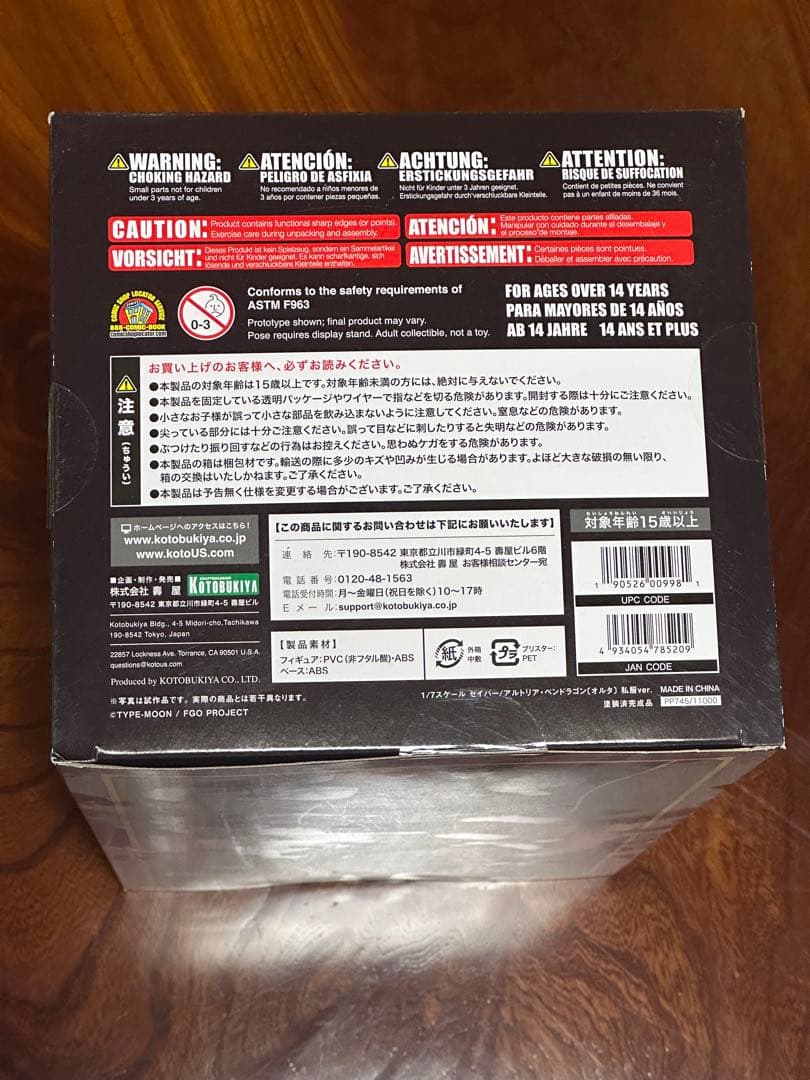 WARNING:
CHOKING HAZARD
Small parts not for children
under 3 years of age.
ATENCIÓN:
PELIGRO DE ASFIXIA
No recomendado a niños menores de
3 años por contener piezas pequeñas.
ACHTUNG:
ERSTICKUNGSGEFAHR
Nicht für Kinder unter 3 Jahren geeignet.
Erstickungsgefahr durch verschluckbare Kleinteile.
ATTENTION:
RISQUE DE SUFFOCATION
Contient de petites pièces. Ne convient
pas à un enfant de moins de 36 mois.
CAUTION: Product contains functional sharp edges (or points).
Exercise care during unpacking and assembly.
ATENCIÓN: Este producto contiene partes afiladas.
Manipular con cuidado durante el desembalaje y
el proceso de montaje.
VORSICHT: Dieses Produkt ist kein Spielzeug, sondern ein Sammelartikel
und nicht für Kinder geeignet. Es kann scharfkantige, sich
lösende und verschluckbare Kleinteile enthalten.
AVERTISSEMENT: Certaines pièces sont pointues.
Déballer et assembler avec précaution.
COMIC SHOP LOCATOR SERVICE
888-COMIC-BOOK
comicshoplocator.com
0-3
Conforms to the safety requirements of
ASTM F963
Prototype shown; final product may vary.
Pose requires display stand. Adult collectible, not a toy.
FOR AGES OVER 14 YEARS
PARA MAYORES DE 14 AÑOS
AB 14 JAHRE 14 ANS ET PLUS
注意(ちゅうい)
お買い上げのお客様へ、必ずお読みください。
●本製品の対象年齢は15歳以上です。対象年齢未満の方には、絶対に与えないでください。
●本製品を固定している透明パッケージやワイヤーで指などを切る危険があります。開封する際は十分にご注意ください。
●小さなお子様が誤って小さな部品を飲み込まないように注意してください。窒息などの危険があります。
●尖っている部分には十分ご注意ください。誤って目などに刺したりすると失明などの危険があります。
●ぶつけたり振り回すなどの行為はお控えください。思わぬケガをする危険があります。
●本製品の箱は梱包材です。輸送の際に多少のキズや凹みが生じる場合があります。よほど大きな破損の無い限り、
箱の交換はいたしかねます。ご了承ください。
●本製品は予告無く仕様を変更する場合がございます。ご了承ください。
ホームページへのアクセスはこちら!
www.kotobukiya.co.jp
www.kotoUS.com
■企画・制作・発売■
株式会社 壽屋
KOTOBUKIYA
〒190-8542 東京都立川市緑町4-5 壽屋ビル
Kotobukiya Bldg., 4-5 Midori-cho,Tachikawa
190-8542 Tokyo, Japan
22857 Lockness Ave. Torrance, CA 90501 U.S.A.
questions@kotous.com
Produced by KOTOBUKIYA CO., LTD.
【この商品に関するお問い合わせは下記にお願いいたします】
連絡先:〒190-8542 東京都立川市緑町4-5 壽屋ビル6階
株式会社 壽屋 お客様相談センター宛
電話番号:0120-48-1563
電話受付時間:月〜金曜日(祝日を除く)10〜17時
Eメール:support@kotobukiya.co.jp
【製品素材】
フィギュア:PVC(非フタル酸)・ABS
ベース:ABS
紙
外箱
中敷
プラ
ブリスター:
PET
対象年齢15歳以上
1 90526 00998 1
UPC CODE
4 934054 785209
JAN CODE
※写真は試作品です。実際の商品とは若干異なります。
©TYPE-MOON / FGO PROJECT
1/7スケール セイバー/アルトリア・ペンドラゴン〔オルタ〕 私服ver.
塗装済完成品
MADE IN CHINA
PP745/11000